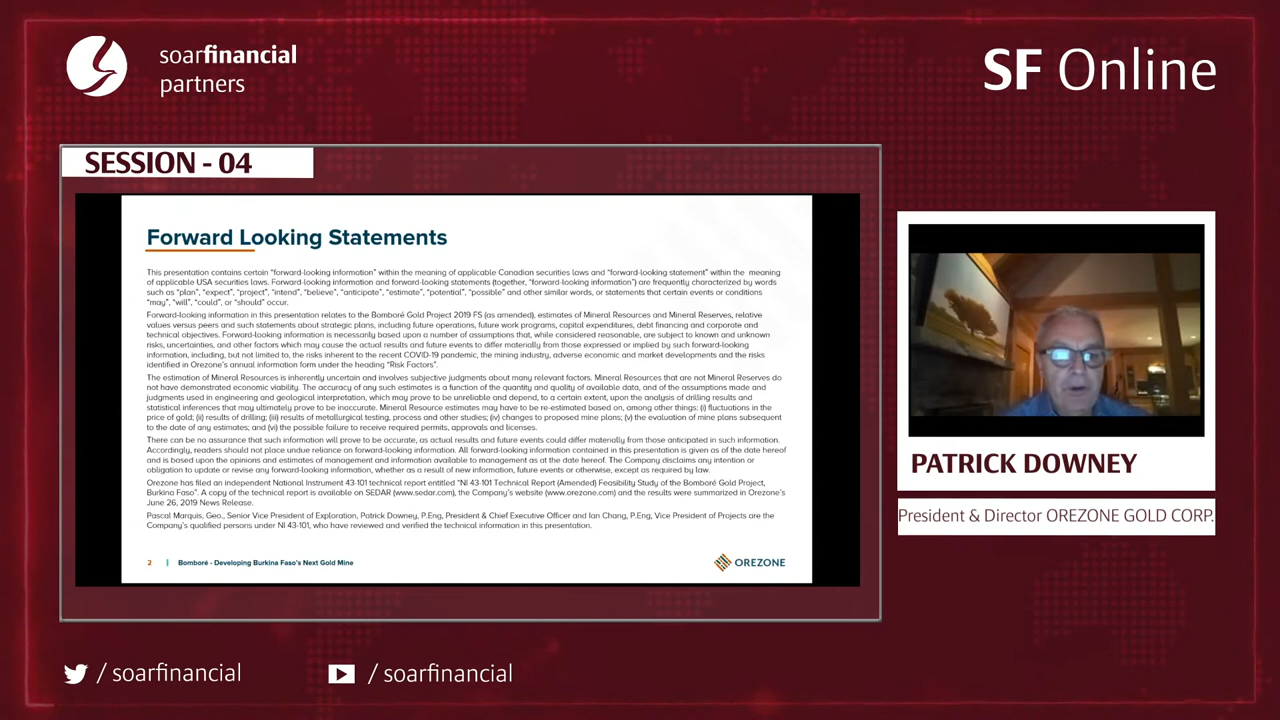 soarfinancial
partners
SF Online
SESSION - 04
Forward Looking Statements
This presentation contains certain "forward-looking information" within the meaning of applicable Canadian securities laws and "forward-looking statement" within the meaning
of applicable USA securities laws. Forward-looking information and forward-looking statements (together, "forward-looking information") are frequently characterized by words
such as "plan", "expect", "project", "intend", "believe", "anticipate", "estimate", "potential", "possible" and other similar words, or statements that certain events or conditions
"may", "will", "could", or "should" occur.
Forward-looking information in this presentation relates to the Bomboré Gold Project 2019 FS (as amended), estimates of Mineral Resources and Mineral Reserves, relative
values versus peers and such statements about strategic plans, including future operations, future work programs, capital expenditures, debt financing and corporate and
technical objectives. Forward-looking information is necessarily based upon a number of assumptions that, while considered reasonable, are subject to known and unknown
risks, uncertainties, and other factors which may cause the actual results and future events to differ materially from those expressed or implied by such forward-looking
information, including, but not limited to, the risks inherent to the recent COVID-19 pandemic, the mining industry, adverse economic and market developments and the risks
identified in Orezone's annual information form under the heading "Risk Factors".
The estimation of Mineral Resources is inherently uncertain and involves subjective judgments about many relevant factors. Mineral Resources that are not Mineral Reserves do
not have demonstrated economic viability. The accuracy of any such estimates is a function of the quantity and quality of available data, and of the assumptions made and
judgments used in engineering and geological interpretation, which may prove to be unreliable and depend, to a certain extent, upon the analysis of drilling results and
statistical inferences that may ultimately prove to be inaccurate. Mineral Resource estimates may have to be re-estimated based on, among other things: (i) fluctuations in the
price of gold; (ii) results of drilling; (iii) results of metallurgical testing, process and other studies; (iv) changes to proposed mine plans; (v) the evaluation of mine plans subsequent
to the date of any estimates; and (vi) the possible failure to receive required permits, approvals and licenses.
There can be no assurance that such information will prove to be accurate, as actual results and future events could differ materially from those anticipated in such information.
Accordingly, readers should not place undue reliance on forward-looking information. All forward-looking information contained in this presentation is given as of the date hereof
and is based upon the opinions and estimates of management and information available to management as at the date hereof. The Company disclaims any intention or
obligation to update or revise any forward-looking information, whether as a result of new information, future events or otherwise, except as required by law.
Orezone has filed an independent National Instrument 43-101 technical report entitled "NI 43-101 Technical Report (Amended) Feasibility Study of the Bomboré Gold Project,
Burkina Faso". A copy of the technical report is available on SEDAR (www.sedar.com), the Company's website (www.orezone.com) and the results were summarized in Orezone's
June 26, 2019 News Release.
Pascal Marquis, Geo., Senior Vice President of Exploration, Patrick Downey, P.Eng, President & Chief Executive Officer and Ian Chang, P.Eng, Vice President of Projects are the
Company's qualified persons under NI 43-101, who have reviewed and verified the technical information in this presentation.
2 | Bomboré - Developing Burkina Faso's Next Gold Mine
OREZONE
PATRICK DOWNEY
President & Director OREZONE GOLD CORP.
/ soarfinancial
/ soarfinancial